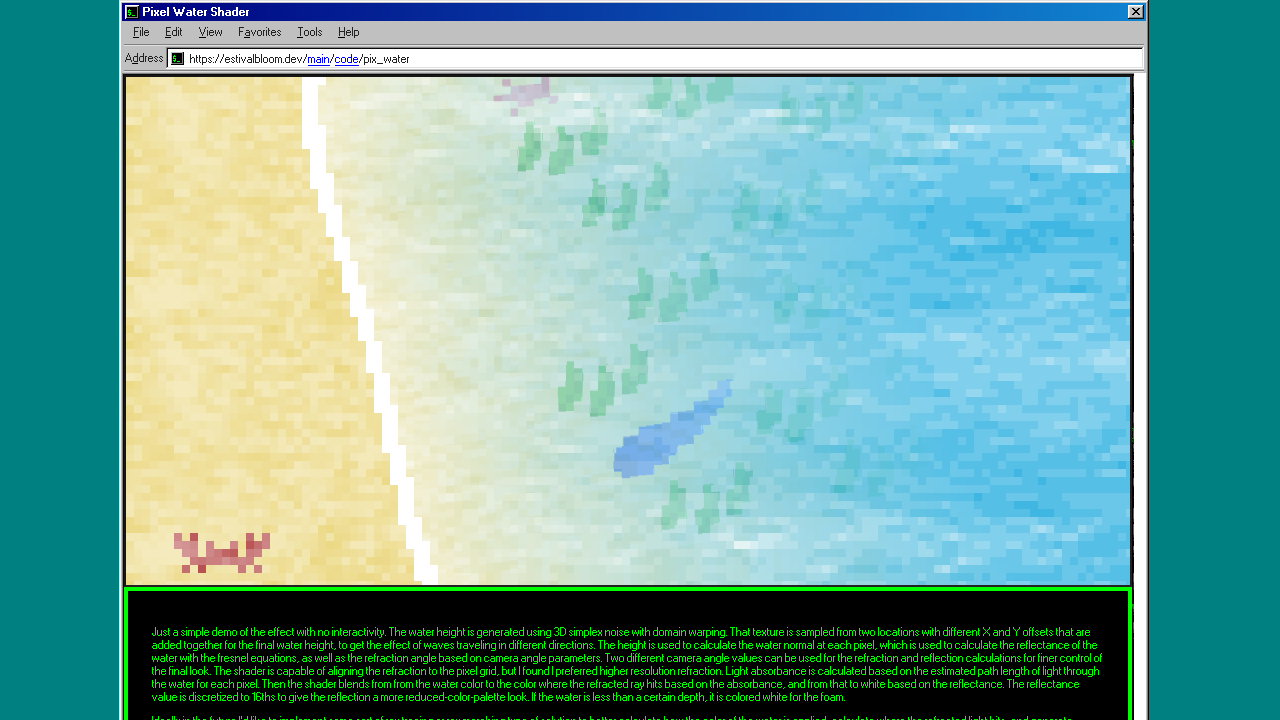 Pixel Water Shader
File Edit View Favorites Tools Help
Address https://estivalbloom.dev/main/code/pix_water
Just a simple demo of the effect with no interactivity. The water height is generated using 3D simplex noise with domain warping. That texture is sampled from two locations with different X and Y offsets that are
added together for the final water height, to get the effect of waves traveling in different directions. The height is used to calculate the water normal at each pixel, which is used to calculate the reflectance of the
water with the fresnel equations, as well as the refraction angle based on camera angle parameters. Two different camera angle values can be used for the refraction and reflection calculations for finer control of
the final look. The shader is capable of aligning the refraction to the pixel grid, but I found I preferred higher resolution refraction. Light absorbance is calculated based on the estimated path length of light through
the water for each pixel. Then the shader blends from from the water color to the color where the refracted ray hits based on the absorbance, and from that to white based on the reflectance. The reflectance
value is discretized to 16ths to give the reflection a more reduced-color-palette look. If the water is less than a certain depth, it is colored white for the foam.